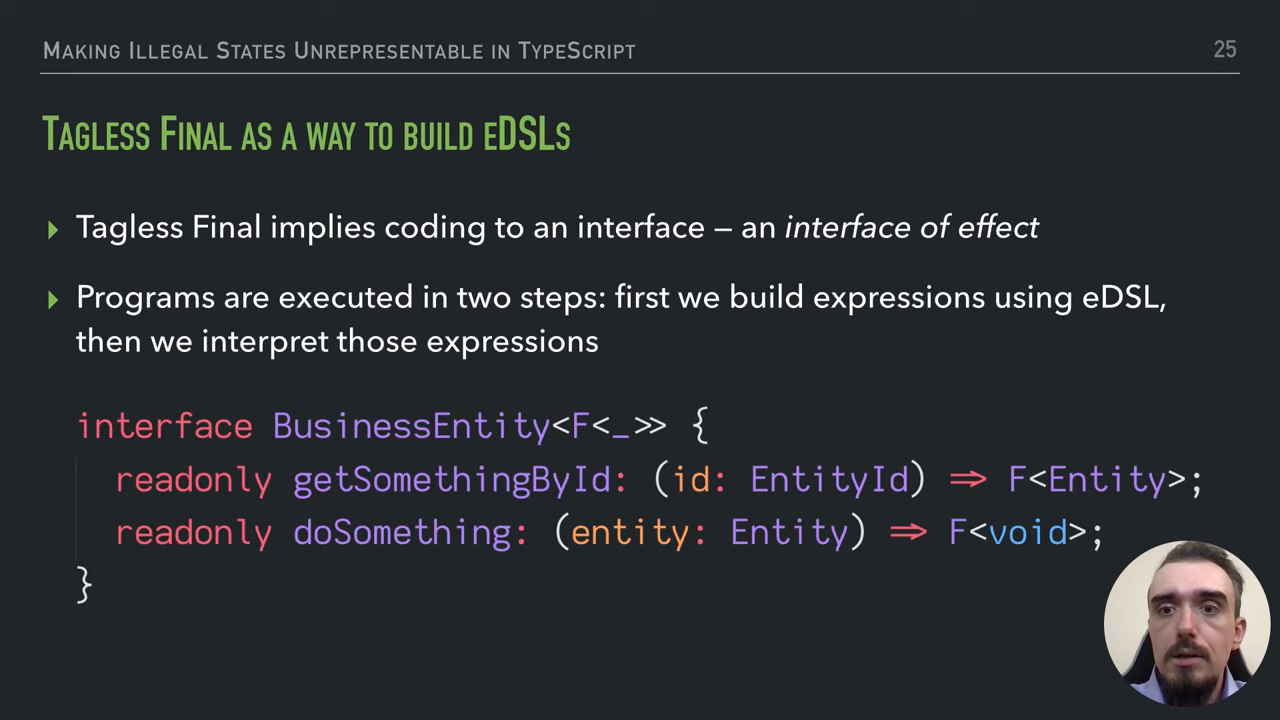 Making Illegal States Unrepresentable in TypeScript
25
Tagless Final as a way to build eDSLs
Tagless Final implies coding to an interface – an interface of effect
Programs are executed in two steps: first we build expressions using eDSL,
then we interpret those expressions
interface BusinessEntity<F<_>> {
readonly getSomethingById: (id: EntityId) => F<Entity>;
readonly doSomething: (entity: Entity) => F<void>;
}